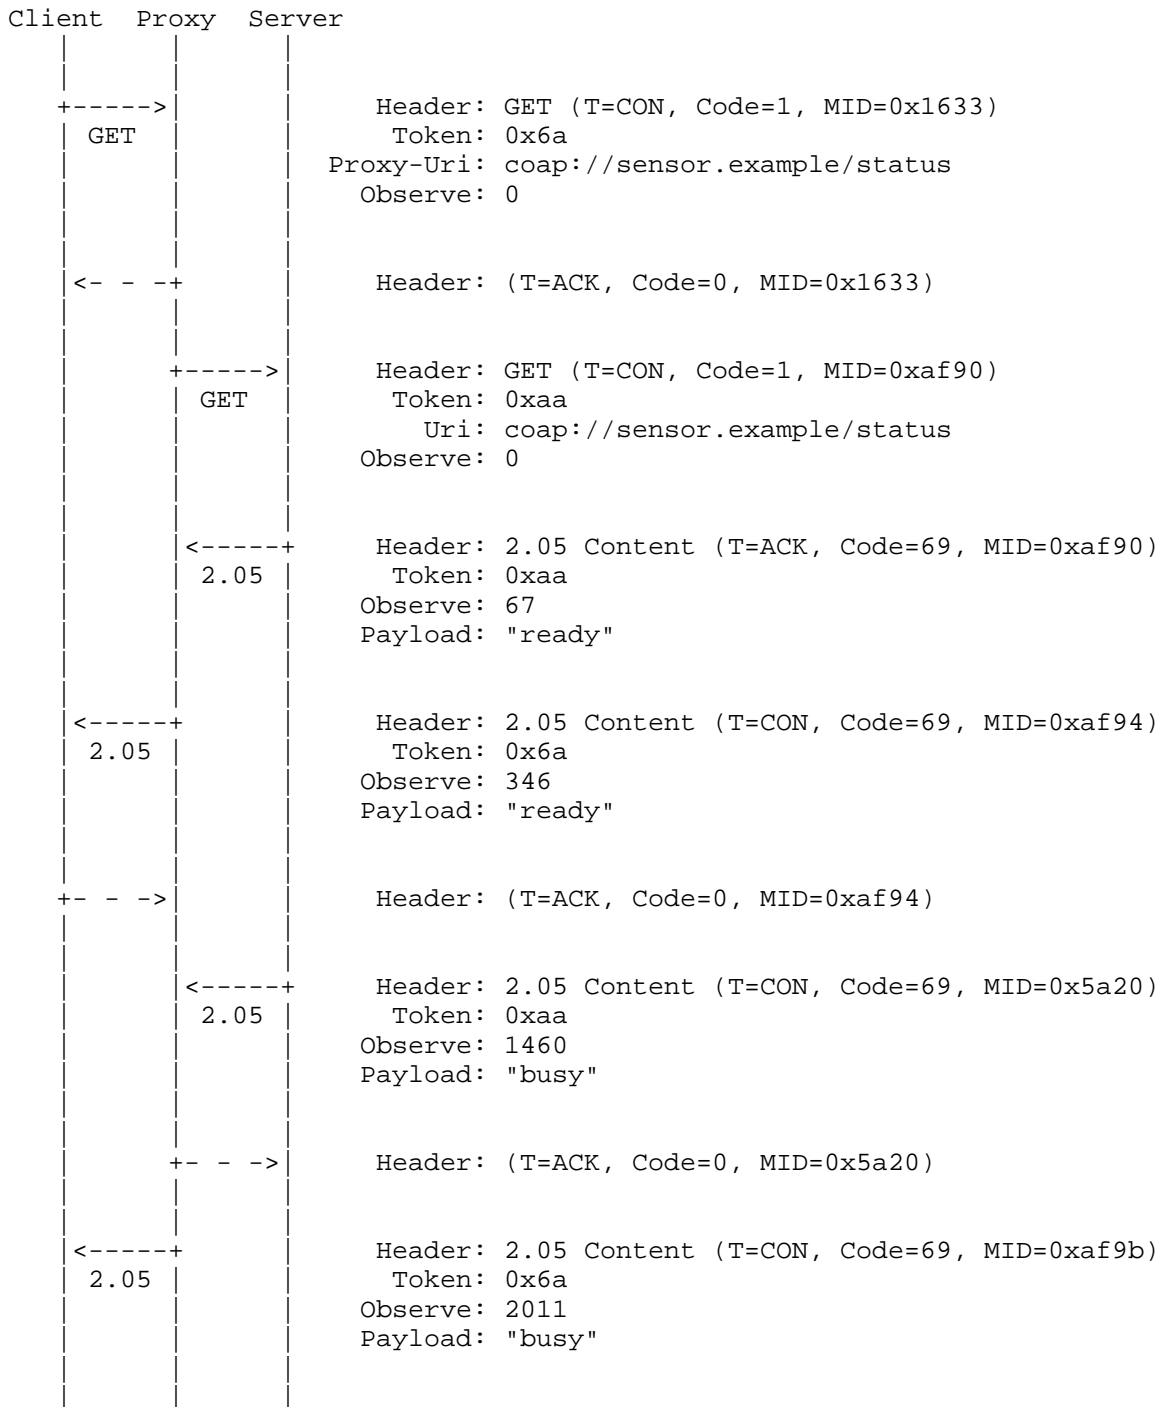 Client Proxy Server
Header: GET (T=CON, Code=1, MID=0x1633)
GET Token: 0x6a
Proxy-Uri: coap://sensor.example/status
Observe: 0
Header: (T=ACK, Code=0, MID=0x1633)
Header: GET (T=CON, Code=1, MID=0xaf90)
GET Token: 0xaa
Uri: coap://sensor.example/status
Observe: 0
Header: 2.05 Content (T=ACK, Code=69, MID=0xaf90)
2.05 Token: 0xaa
Observe: 67
Payload: "ready"
Header: 2.05 Content (T=CON, Code=69, MID=0xaf94)
2.05 Token: 0x6a
Observe: 346
Payload: "ready"
Header: (T=ACK, Code=0, MID=0xaf94)
Header: 2.05 Content (T=CON, Code=69, MID=0x5a20)
2.05 Token: 0xaa
Observe: 1460
Payload: "busy"
Header: (T=ACK, Code=0, MID=0x5a20)
Header: 2.05 Content (T=CON, Code=69, MID=0xaf9b)
2.05 Token: 0x6a
Observe: 2011
Payload: "busy"